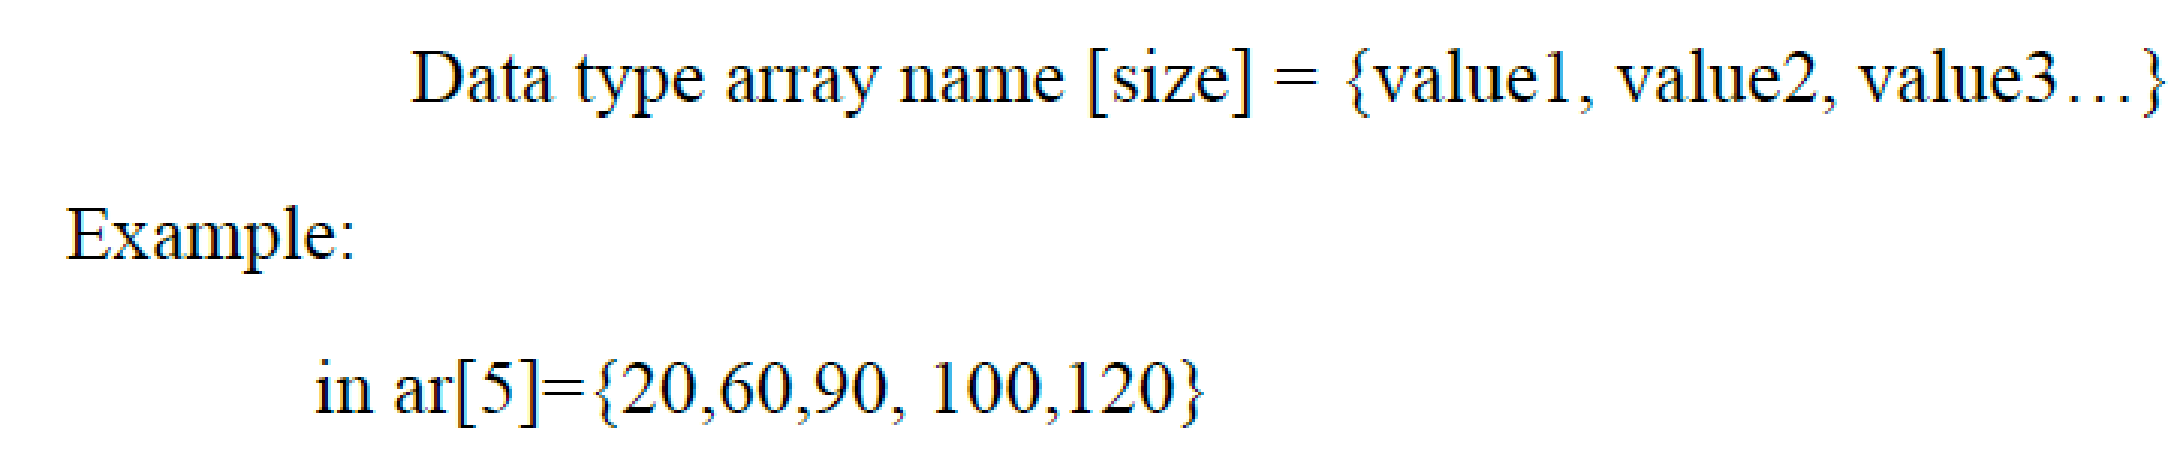 Data type array name [size] = {value1, value2, value3…}
Example:
in ar[5]={20,60,90, 100,120}